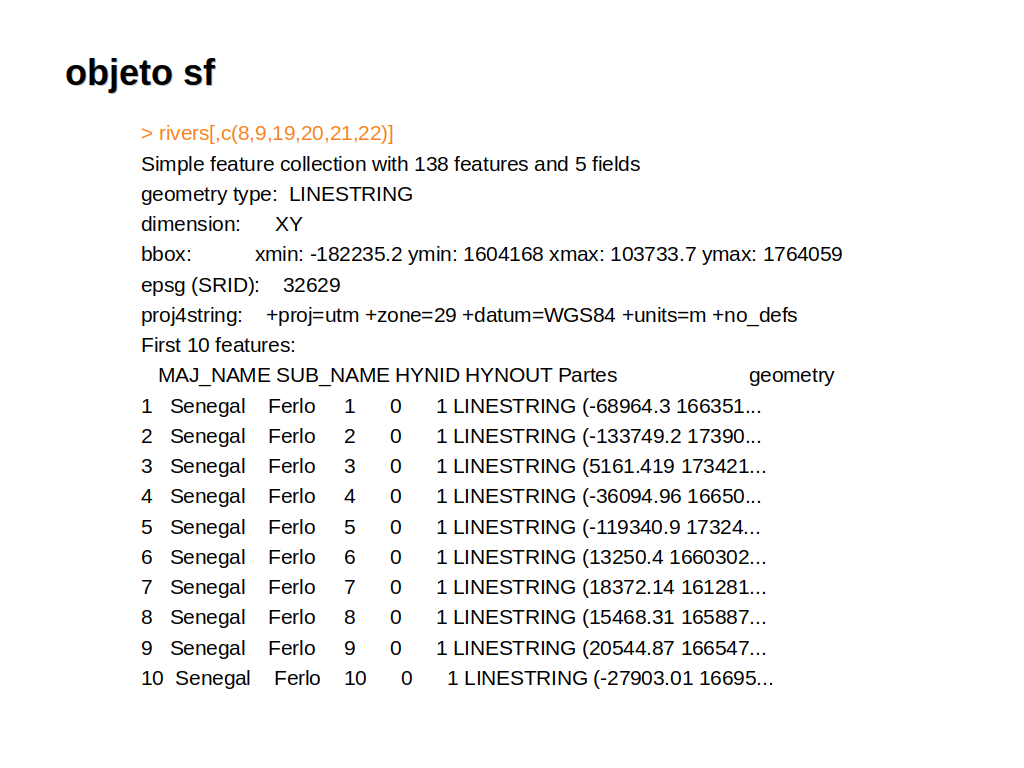 objeto sf
> rivers[,c(8,9,19,20,21,22)]
Simple feature collection with 138 features and 5 fields
geometry type:  LINESTRING
dimension:      XY
bbox:           xmin: -182235.2 ymin: 1604168 xmax: 103733.7 ymax: 1764059
epsg (SRID):    32629
proj4string:    +proj=utm +zone=29 +datum=WGS84 +units=m +no_defs
First 10 features:
   MAJ_NAME SUB_NAME HYNID HYNOUT Partes                       geometry
1   Senegal    Ferlo     1      0      1 LINESTRING (-68964.3 166351...
2   Senegal    Ferlo     2      0      1 LINESTRING (-133749.2 17390...
3   Senegal    Ferlo     3      0      1 LINESTRING (5161.419 173421...
4   Senegal    Ferlo     4      0      1 LINESTRING (-36094.96 16650...
5   Senegal    Ferlo     5      0      1 LINESTRING (-119340.9 17324...
6   Senegal    Ferlo     6      0      1 LINESTRING (13250.4 1660302...
7   Senegal    Ferlo     7      0      1 LINESTRING (18372.14 161281...
8   Senegal    Ferlo     8      0      1 LINESTRING (15468.31 165887...
9   Senegal    Ferlo     9      0      1 LINESTRING (20544.87 166547...
10  Senegal    Ferlo    10      0      1 LINESTRING (-27903.01 16695...